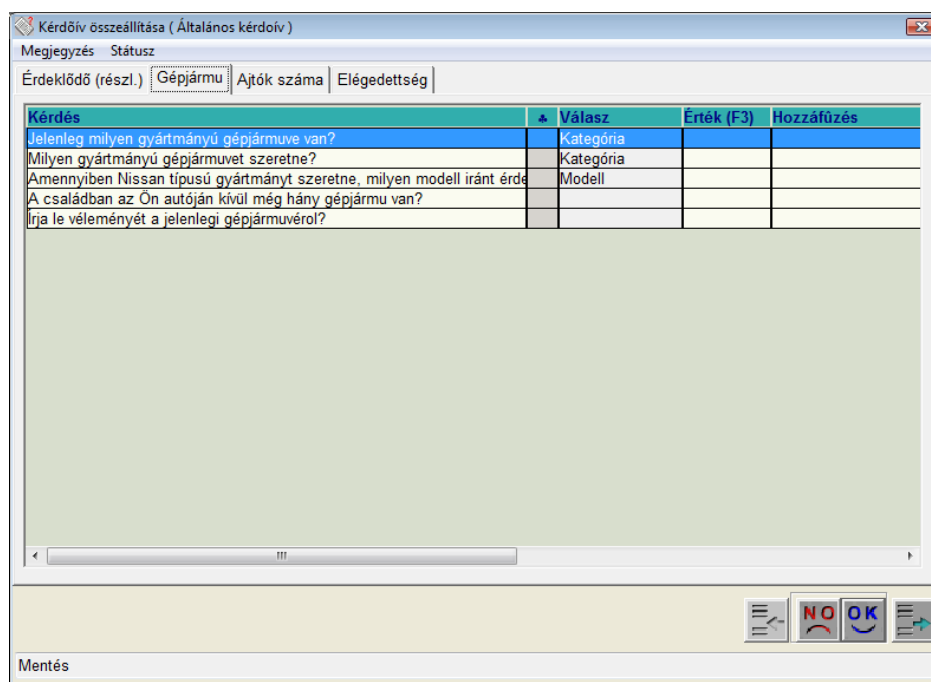 Kérdőív összeállítása ( Általános kérdoív )
Megjegyzés Státusz
Érdeklődő (részl.) Gépjármu Ajtók száma Elégedettség
Kérdés ♣ Válasz Érték (F3) Hozzáfûzés
Jelenleg milyen gyártmányú gépjármuve van? Kategória
Milyen gyártmányú gépjármuvet szeretne? Kategória
Amennyiben Nissan típusú gyártmányt szeretne, milyen modell iránt érde Modell
A családban az Ön autóján kívül még hány gépjármu van?
Írja le véleményét a jelenlegi gépjármuvérol?
NO OK
Mentés